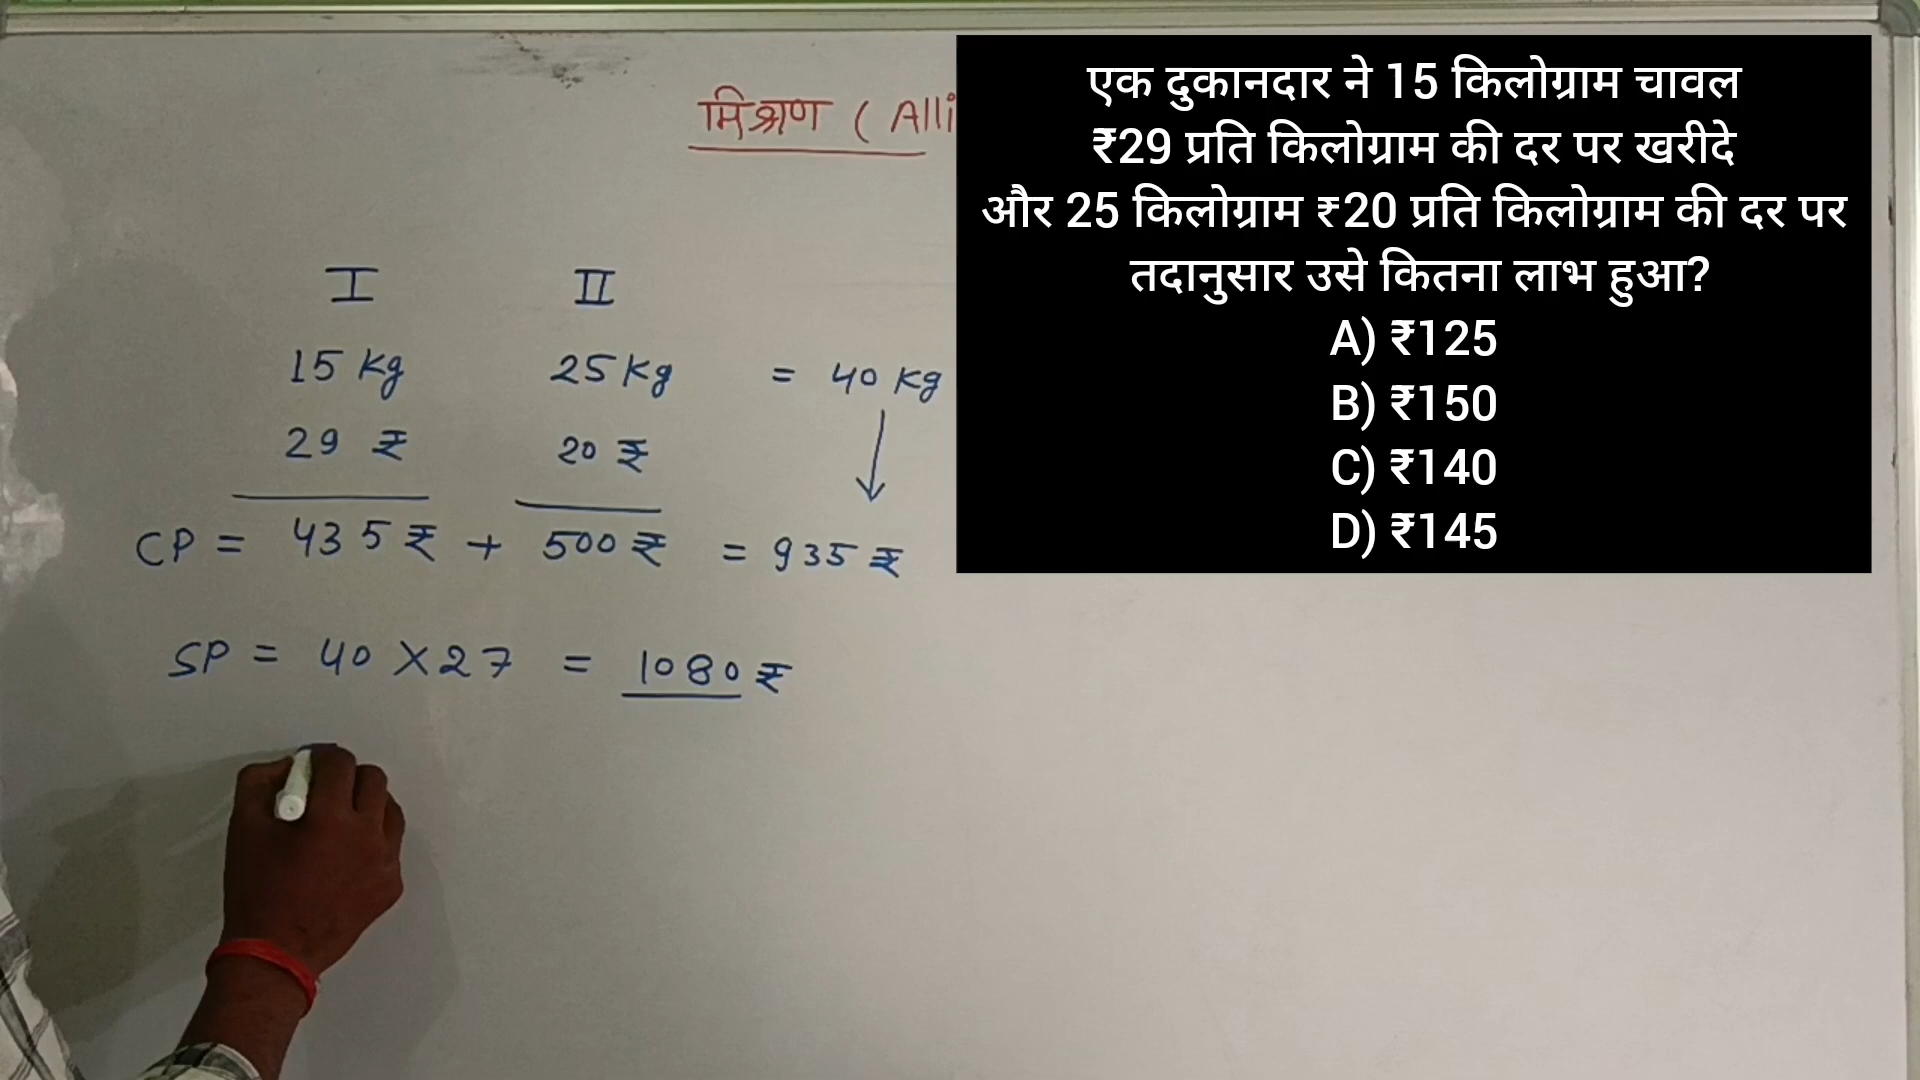 मिश्रण ( Alli
एक दुकानदार ने 15 किलोग्राम चावल
₹29 प्रति किलोग्राम की दर पर खरीदे
और 25 किलोग्राम ₹20 प्रति किलोग्राम की दर पर
तदानुसार उसे कितना लाभ हुआ?
A) ₹125
B) ₹150
C) ₹140
D) ₹145
I II
15 kg 25 kg = 40 kg
29 ₹ 20 ₹
CP = 435 ₹ + 500 ₹ = 935 ₹
SP = 40 × 27 = 1080 ₹